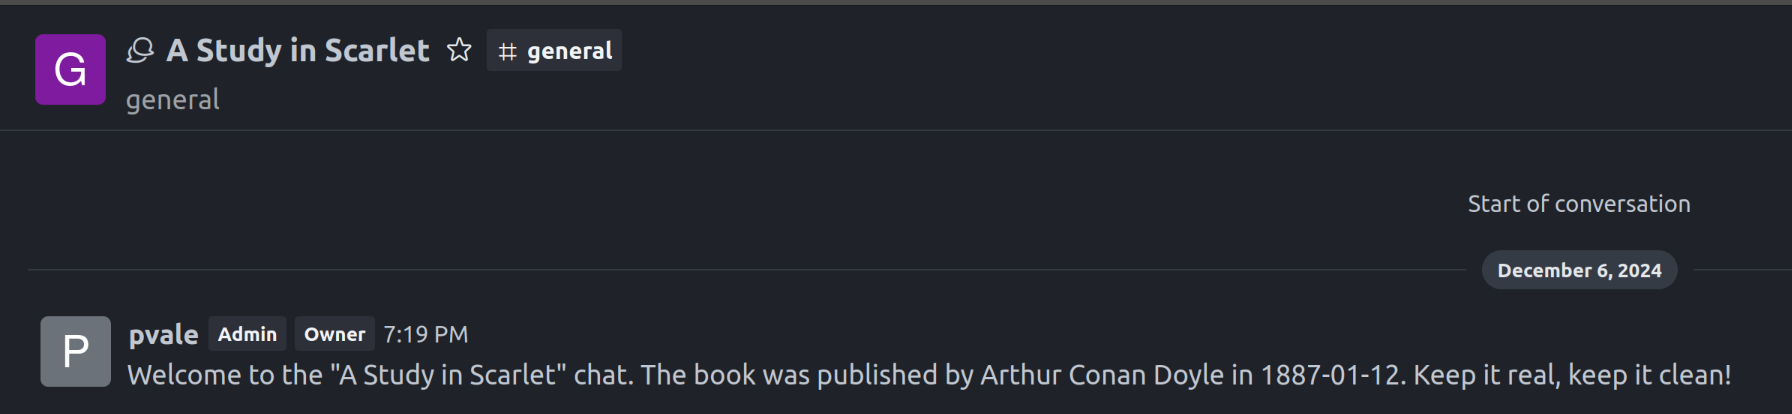 G
A Study in Scarlet general
general
Start of conversation
December 6, 2024
P
pvale Admin Owner 7:19 PM
Welcome to the "A Study in Scarlet" chat. The book was published by Arthur Conan Doyle in 1887-01-12. Keep it real, keep it clean!